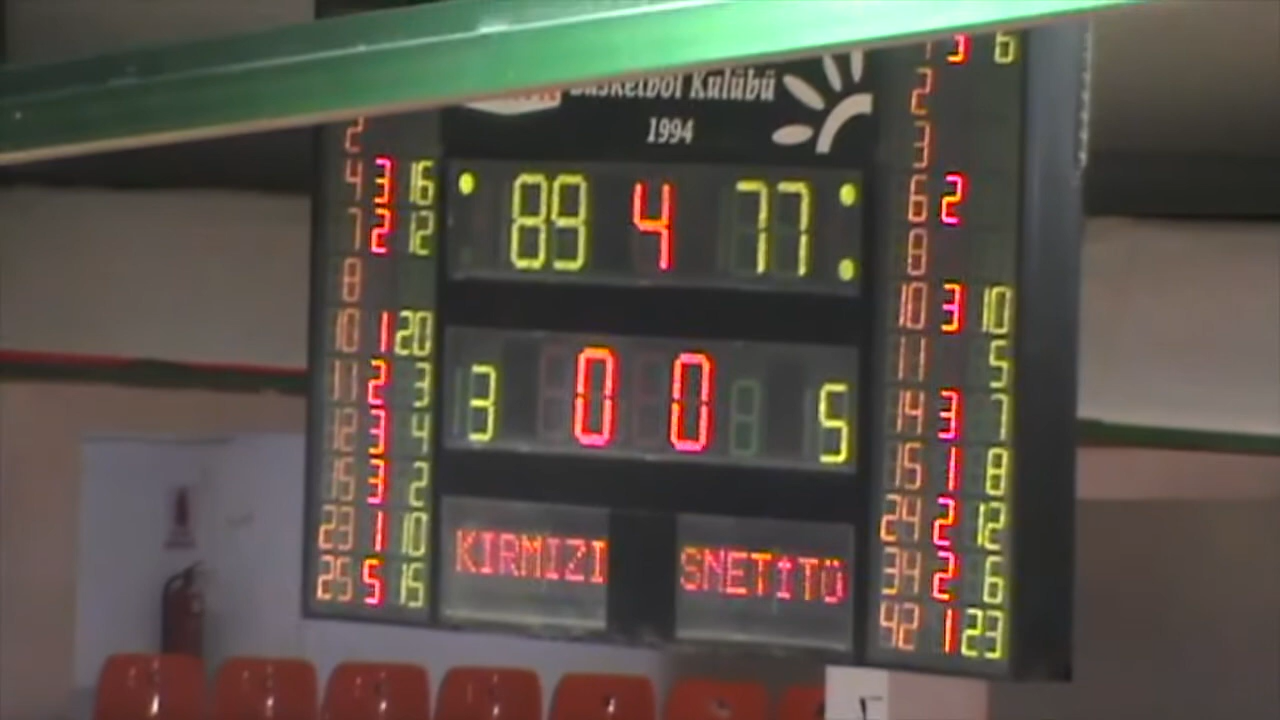 Basketbol Kulübü
1994
3 6
2 2
4 3 16 89 4 77 3
7 2 12 6 2
8 8
10 1 20 10 3 10
11 2 3 3 0 0 5 11 5
12 3 4 14 3 7
15 3 2 15 1 8
23 1 10 KIRMIZI SNETİTÜ 24 2 12
25 5 15 34 2 6
42 1 23